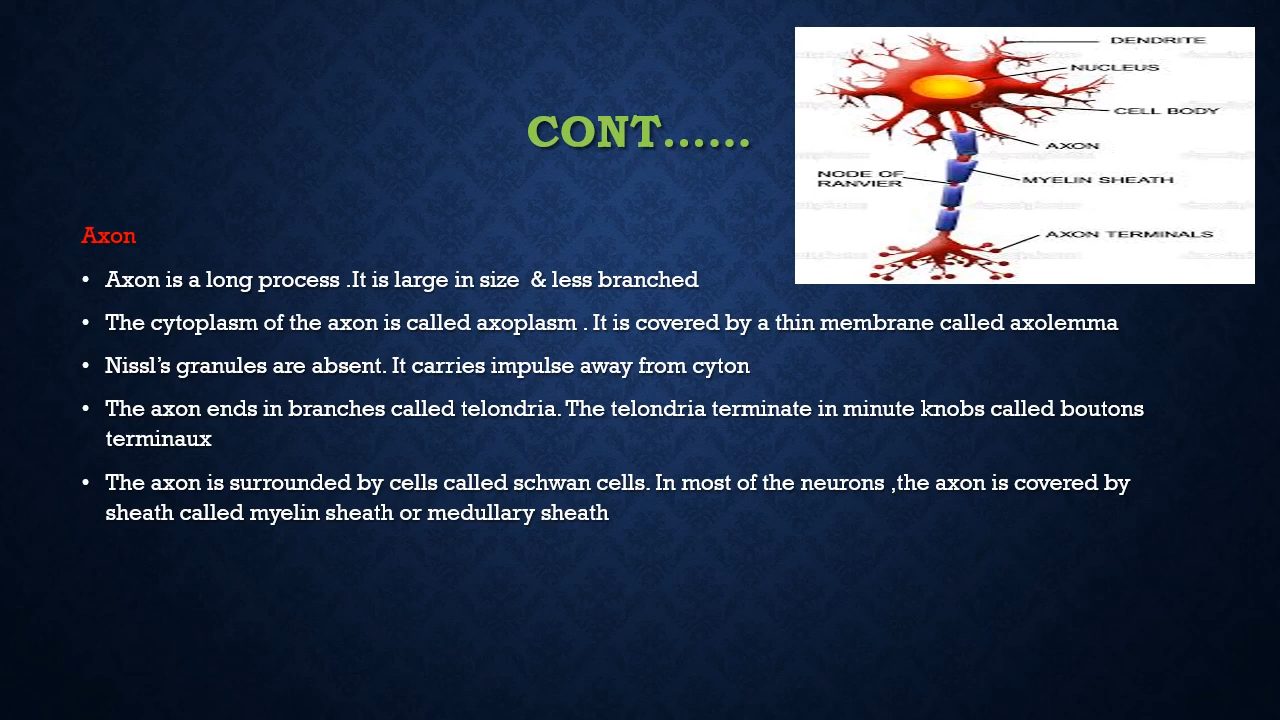 CONT......
DENDRITE
NUCLEUS
CELL BODY
AXON
NODE OF
RANVIER
MYELIN SHEATH
AXON TERMINALS
Axon
• Axon is a long process .It is large in size & less branched
• The cytoplasm of the axon is called axoplasm . It is covered by a thin membrane called axolemma
• Nissl’s granules are absent. It carries impulse away from cyton
• The axon ends in branches called telondria. The telondria terminate in minute knobs called boutons
terminaux
• The axon is surrounded by cells called schwan cells. In most of the neurons ,the axon is covered by
sheath called myelin sheath or medullary sheath